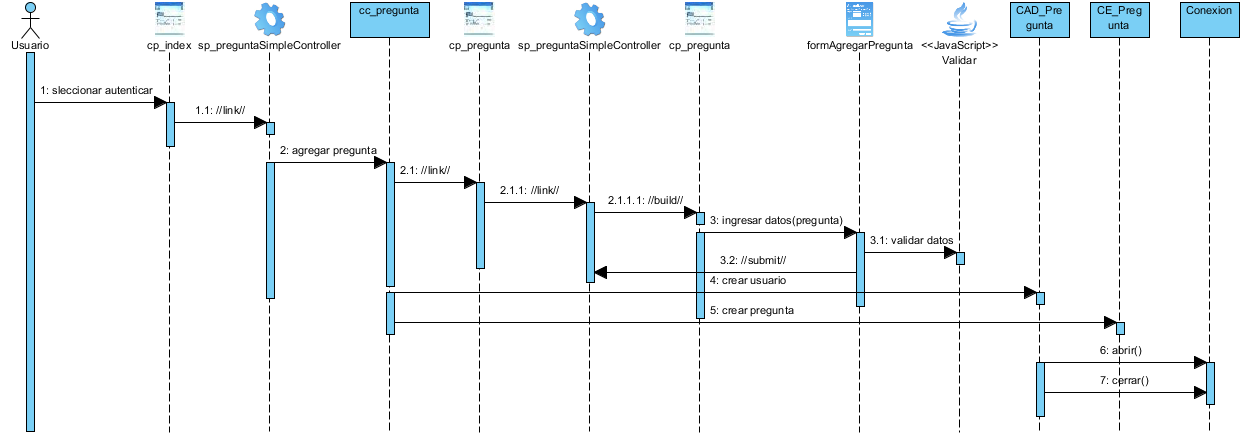 Usuario
cp_index
sp_preguntaSimpleController
cc_pregunta
cp_pregunta
sp_preguntaSimpleController
cp_pregunta
formAgregarPregunta
<<JavaScript>>
Validar
CAD_Pre
gunta
CE_Preg
unta
Conexion
1: sleccionar autenticar
1.1: //link//
2: agregar pregunta
2.1: //link//
2.1.1: //link//
2.1.1.1: //build//
3: ingresar datos(pregunta)
3.1: validar datos
3.2: //submit//
4: crear usuario
5: crear pregunta
6: abrir()
7: cerrar()